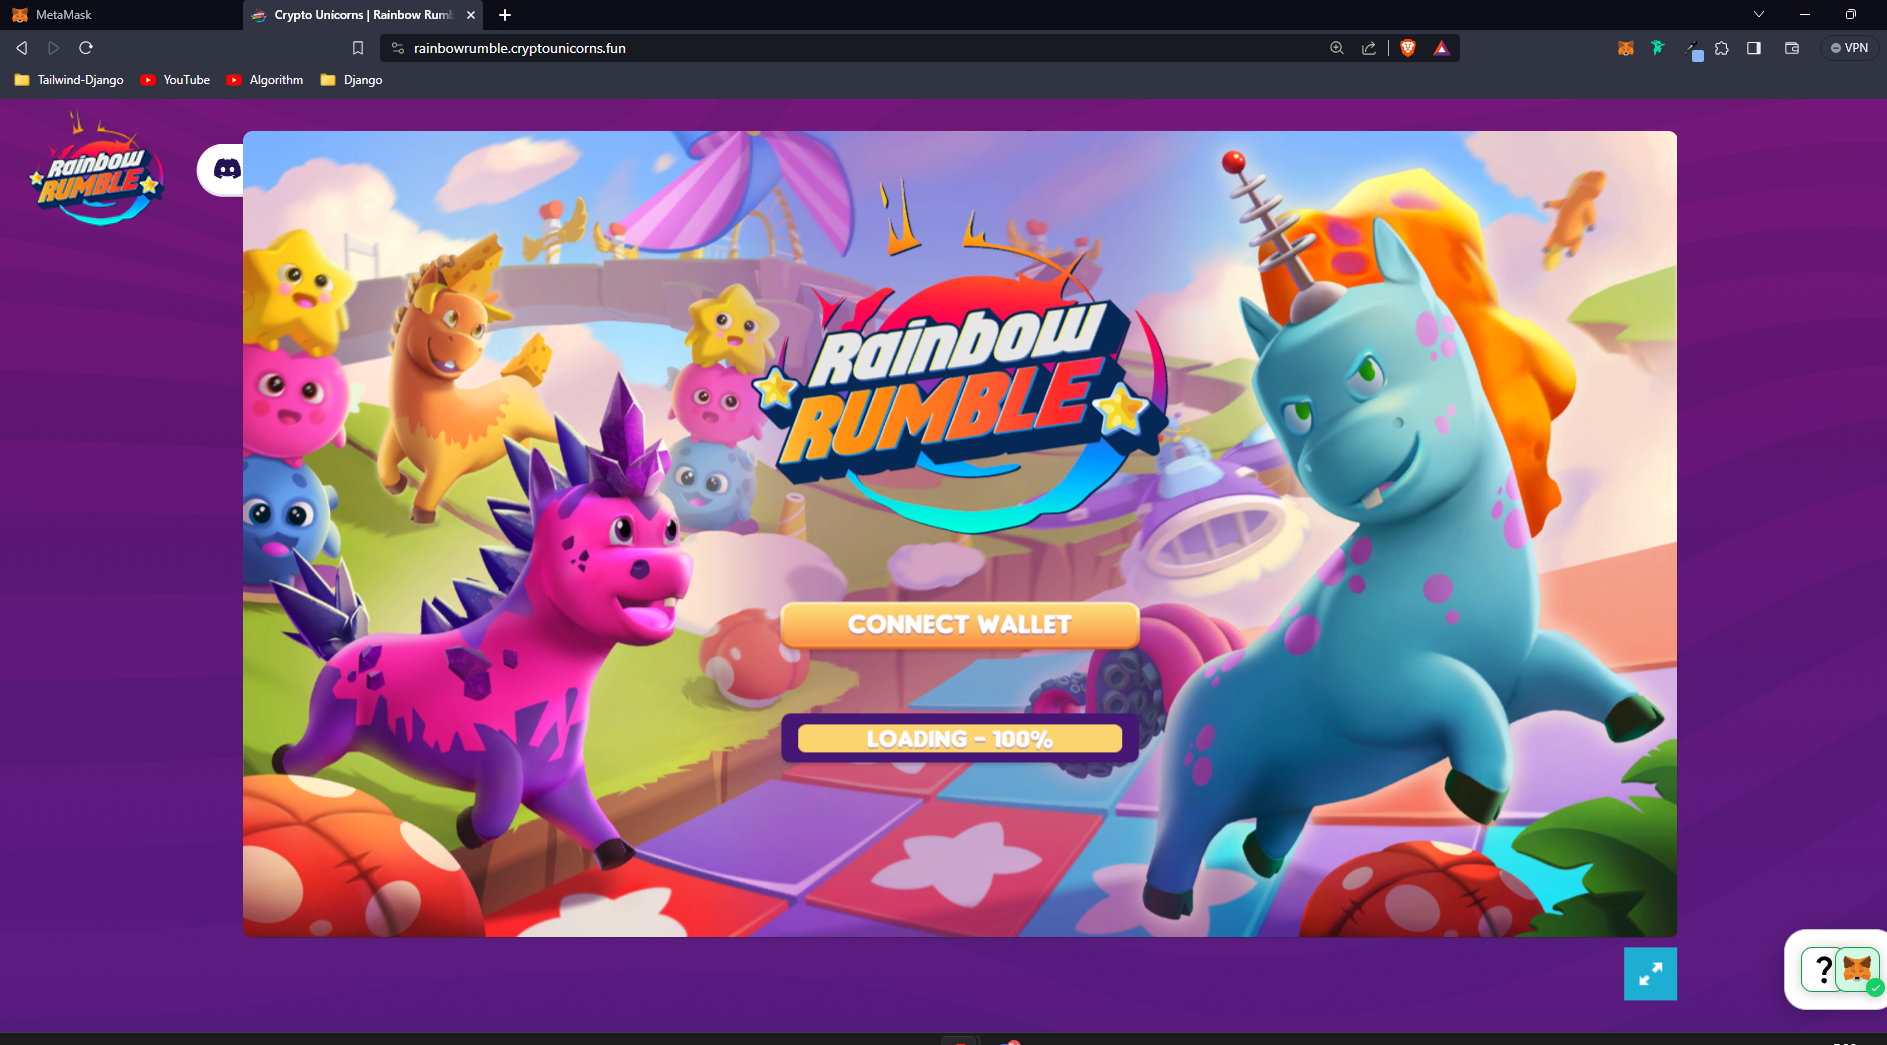 MetaMask
Crypto Unicorns | Rainbow Rumb
rainbowrumble.cryptounicorns.fun
VPN
Tailwind-Django
YouTube
Algorithm
Django
Rainbow
RUMBLE
Rainbow
RUMBLE
CONNECT WALLET
LOADING - 100%
?